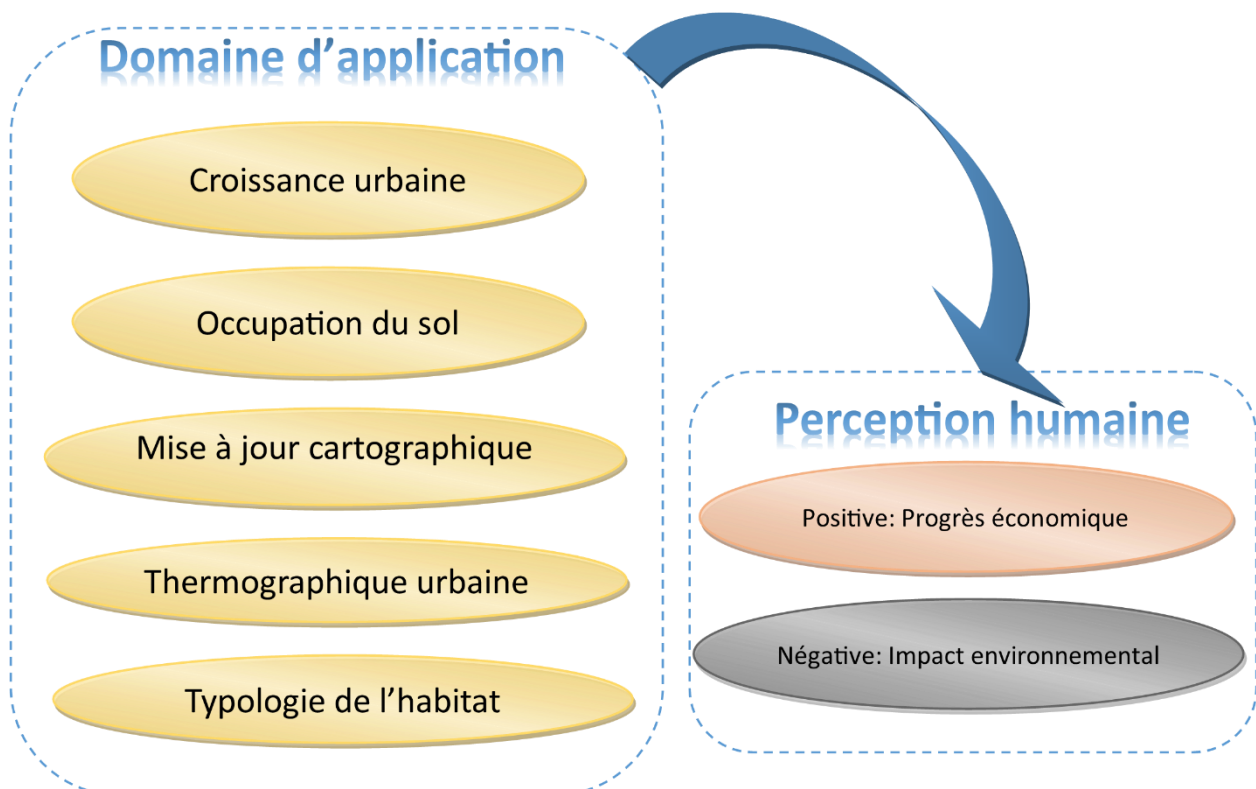 Domaine d’application
Croissance urbaine
Occupation du sol
Mise à jour cartographique
Thermographique urbaine
Typologie de l’habitat
Perception humaine
Positive: Progrès économique
Négative: Impact environnemental